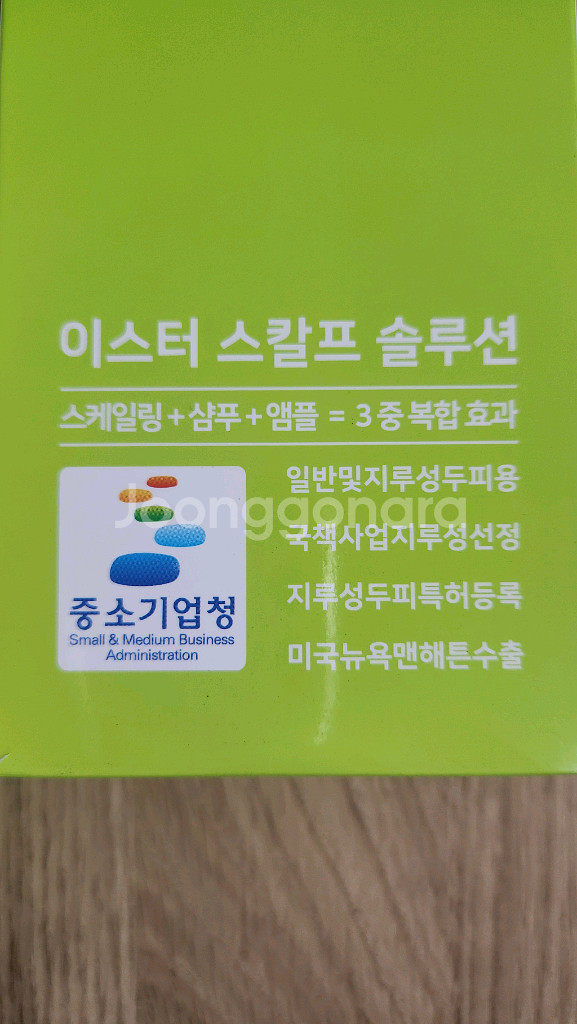 이스터 스칼프 솔루션
스케일링 + 샴푸 + 앰플 = 3 중 복합 효과
일반및지루성두피용
Joonggonara
국책사업지루성선정
지루성두피특허등록
미국뉴욕맨해튼수출
중소기업청
Small & Medium Business
Administration